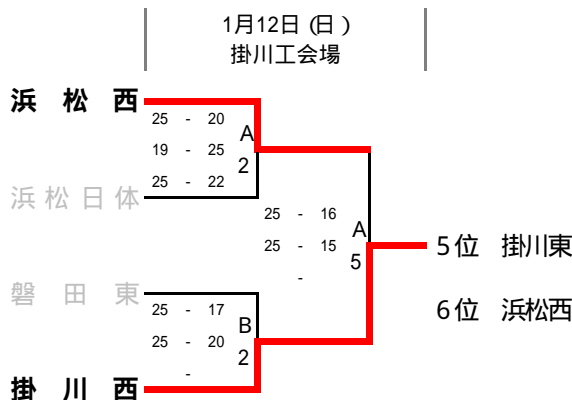 1月12日(日)
掛川工会場
浜 松 西
25 - 20
19 - 25
25 - 22
A
2
浜松日体
25 - 16
25 - 15
-
A
5
5位 掛川東
6位 浜松西
磐 田 東
25 - 17
25 - 20
-
B
2
掛 川 西